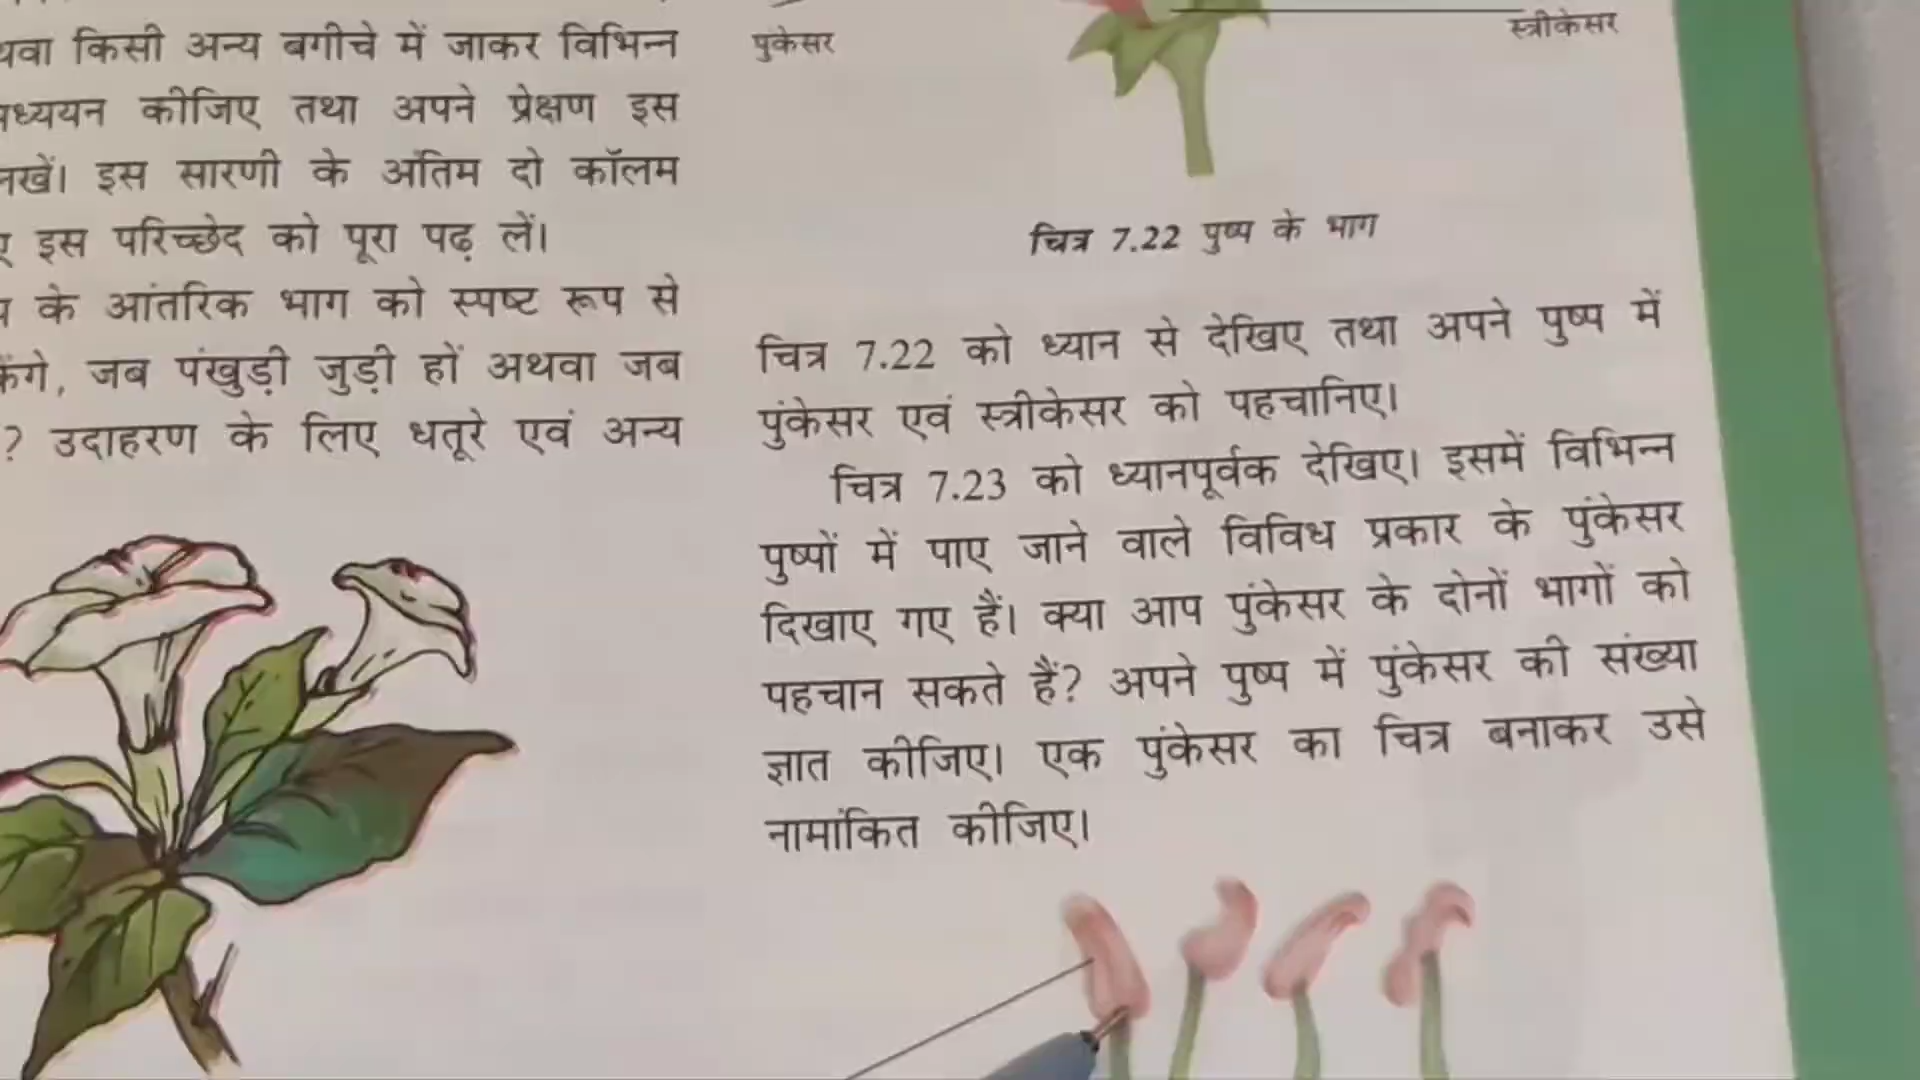 किसी अन्य बगीचे में जाकर विभिन्न
कीजिए तथा अपने प्रेक्षण इस
इस सारणी के अंतिम दो कॉलम
इस परिच्छेद को पूरा पढ़ लें।
के आंतरिक भाग को स्पष्ट रूप से
जब पंखुड़ी जुड़ी हों अथवा जब
? उदाहरण के लिए धतूरे एवं अन्य
पुंकेसर
स्त्रीकेसर
चित्र 7.22 पुष्प के भाग
चित्र 7.22 को ध्यान से देखिए तथा अपने पुष्प में
पुंकेसर एवं स्त्रीकेसर को पहचानिए।
चित्र 7.23 को ध्यानपूर्वक देखिए। इसमें विभिन्न
पुष्पों में पाए जाने वाले विविध प्रकार के पुंकेसर
दिखाए गए हैं। क्या आप पुंकेसर के दोनों भागों को
पहचान सकते हैं? अपने पुष्प में पुंकेसर की संख्या
ज्ञात कीजिए। एक पुंकेसर का चित्र बनाकर उसे
नामांकित कीजिए।